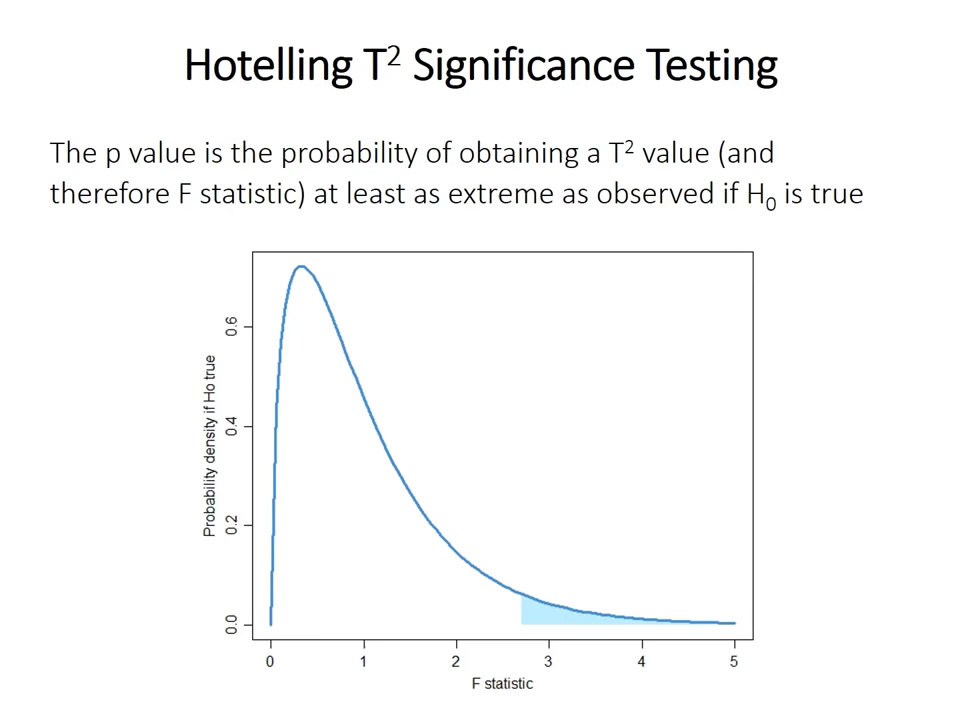 Hotelling T² Significance Testing
The p value is the probability of obtaining a T² value (and
therefore F statistic) at least as extreme as observed if H₀ is true
Probability density if Ho true
0.6
0.4
0.2
0.0
0 1 2 3 4 5
F statistic